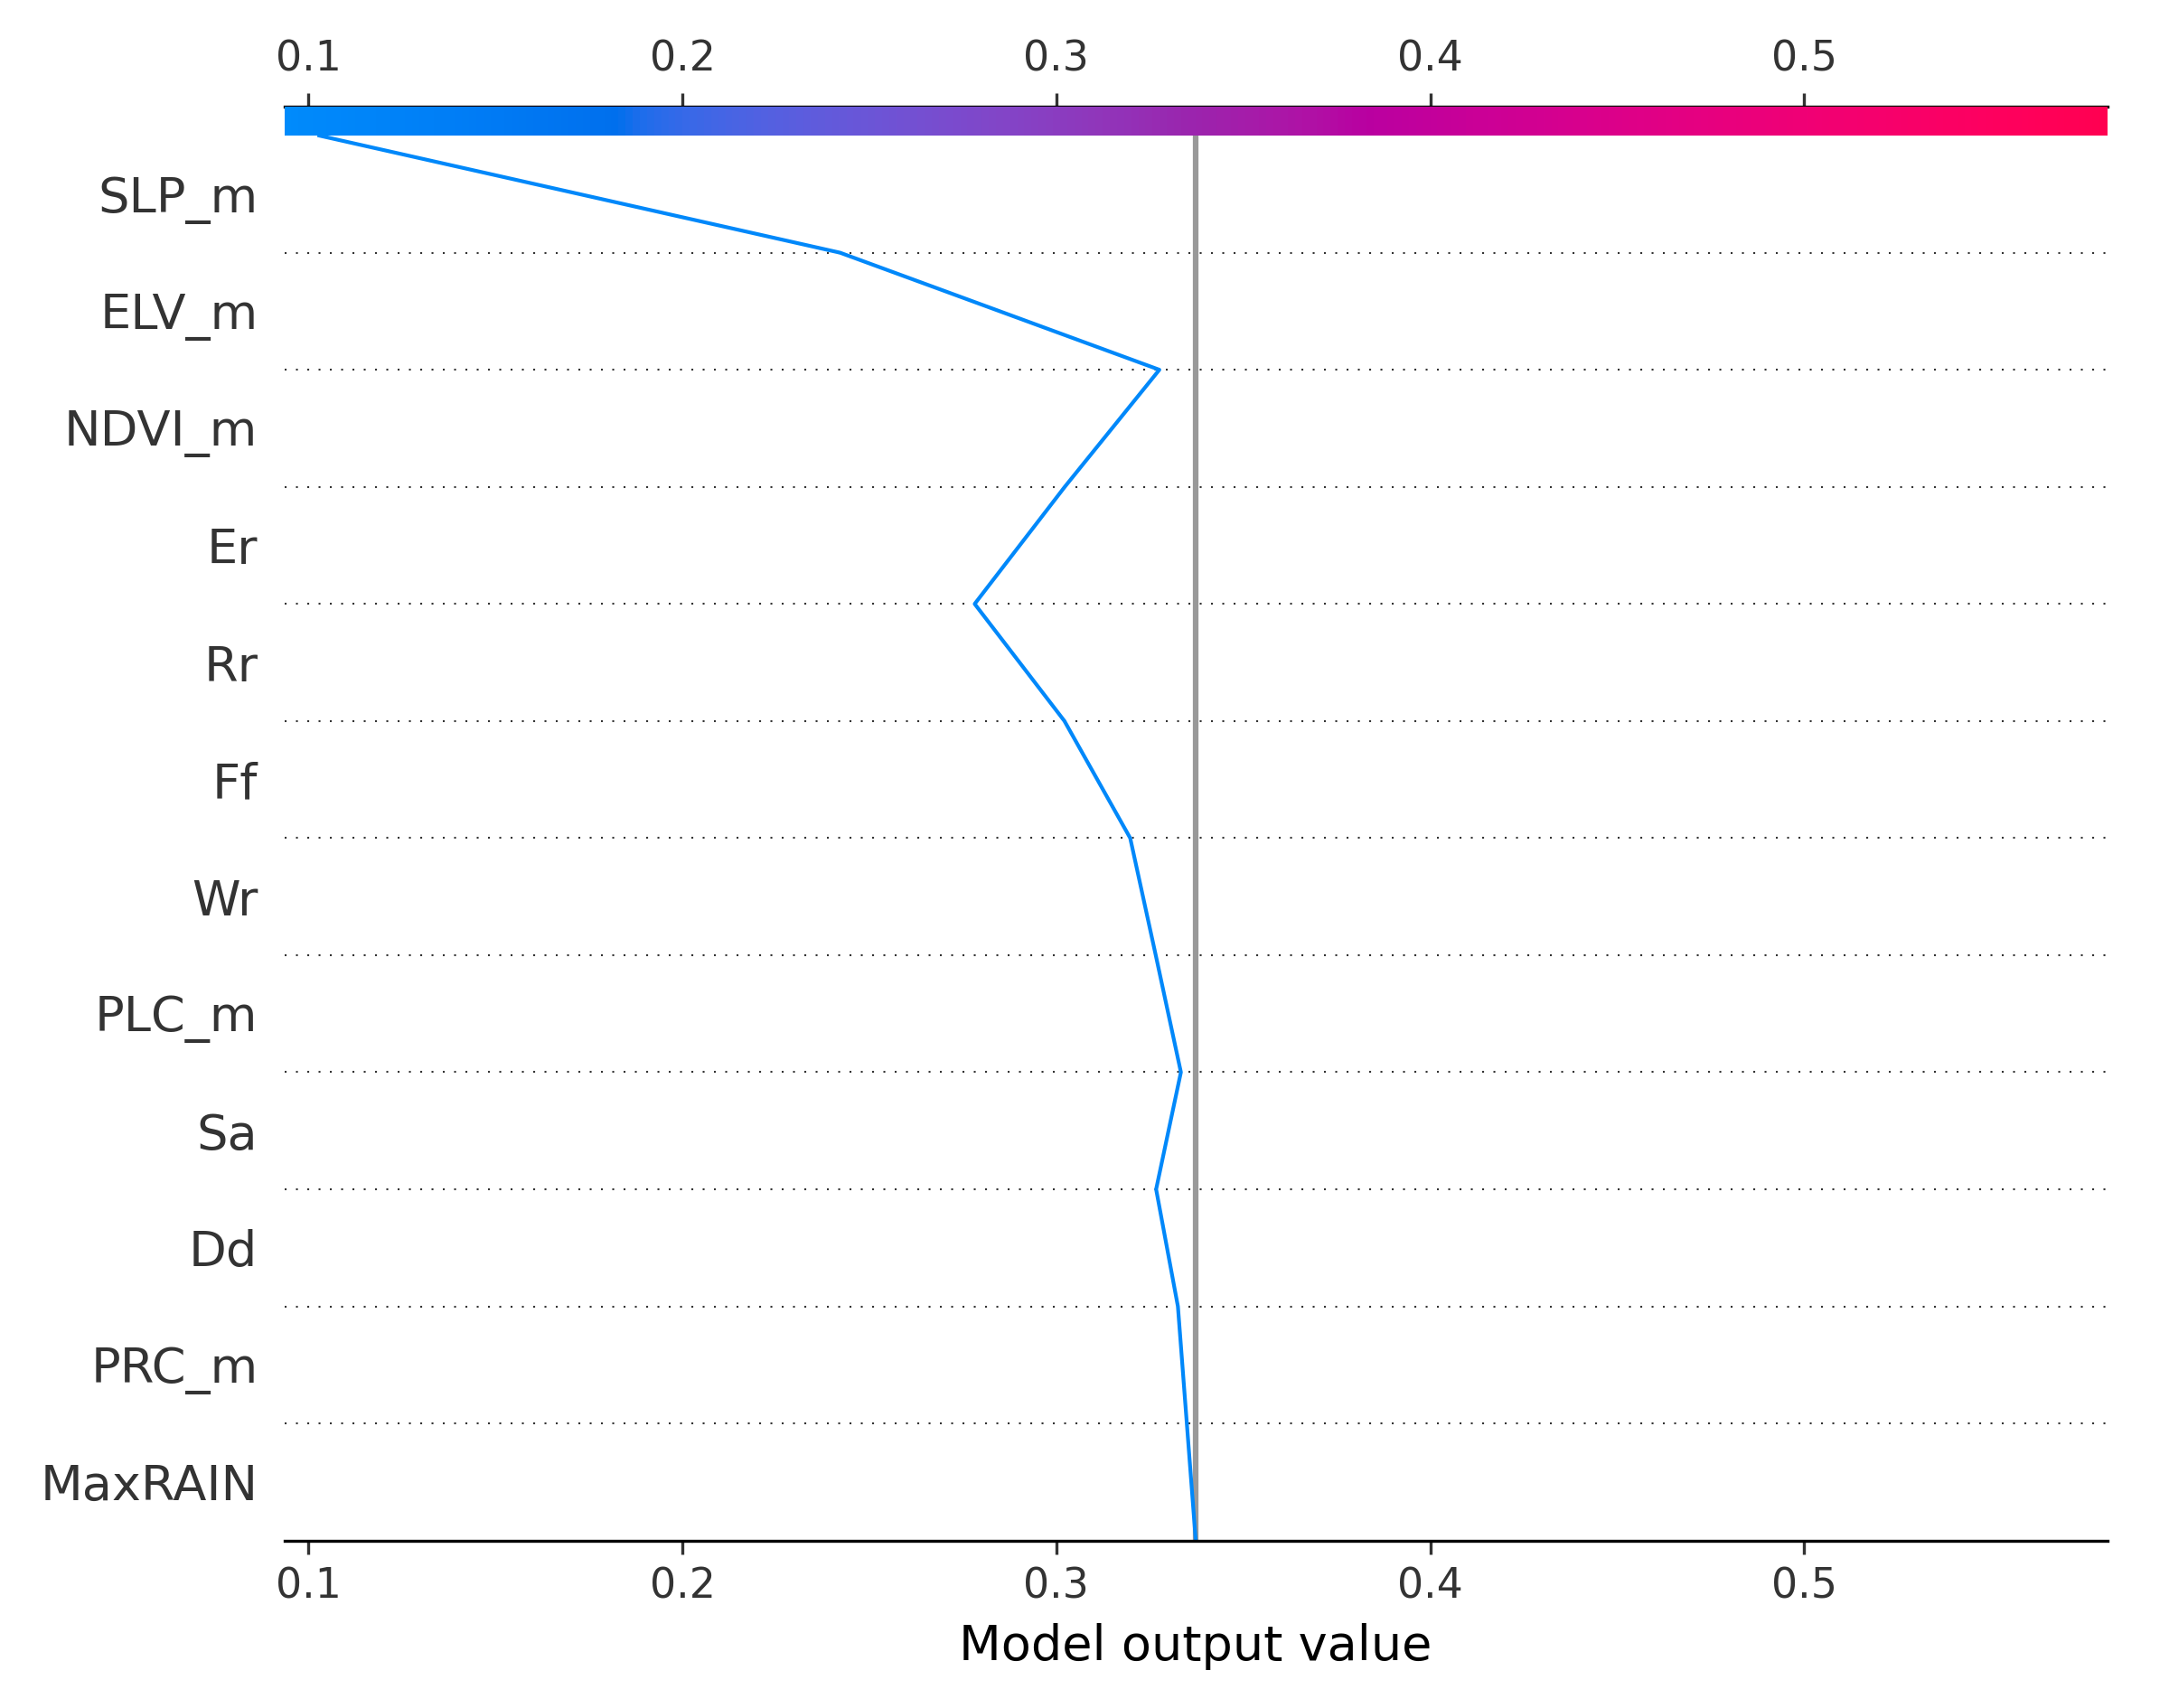 0.1 0.2 0.3 0.4 0.5
SLP_m
ELV_m
NDVI_m
Er
Rr
Ff
Wr
PLC_m
Sa
Dd
PRC_m
MaxRAIN
0.1 0.2 0.3 0.4 0.5
Model output value